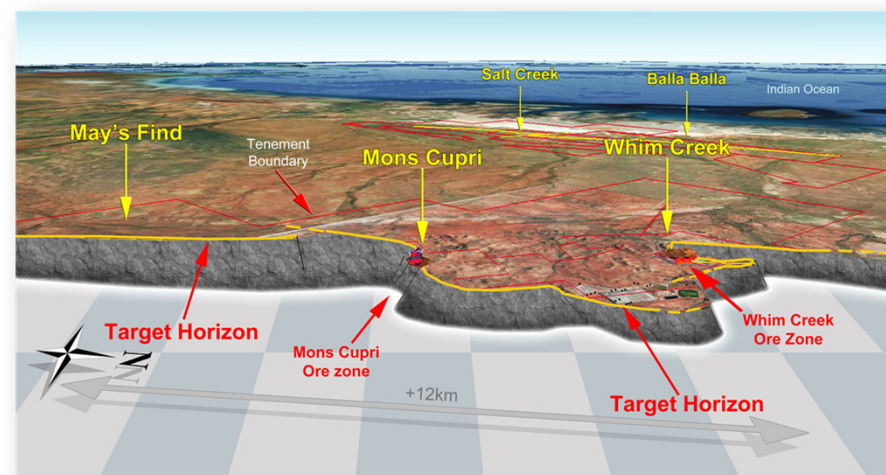 Salt Creek
Balla Balla
Indian Ocean
May's Find
Tenement
Boundary
Mons Cupri
Whim Creek
Target Horizon
Mons Cupri
Ore zone
Whim Creek
Ore Zone
Target Horizon
N
+12km